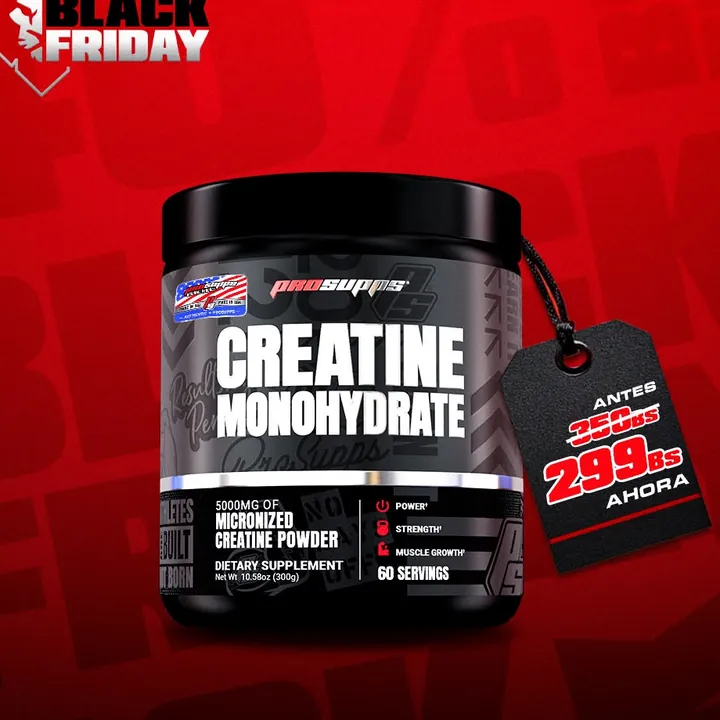 BLACK
FRIDAY
PROSUPPS®
CREATINE
MONOHYDRATE
5000MG OF
MICRONIZED
CREATINE POWDER
DIETARY SUPPLEMENT
Net Wt 10.58oz (300g)
POWER†
STRENGTH†
MUSCLE GROWTH†
60 SERVINGS
ANTES
350BS
299Bs
AHORA